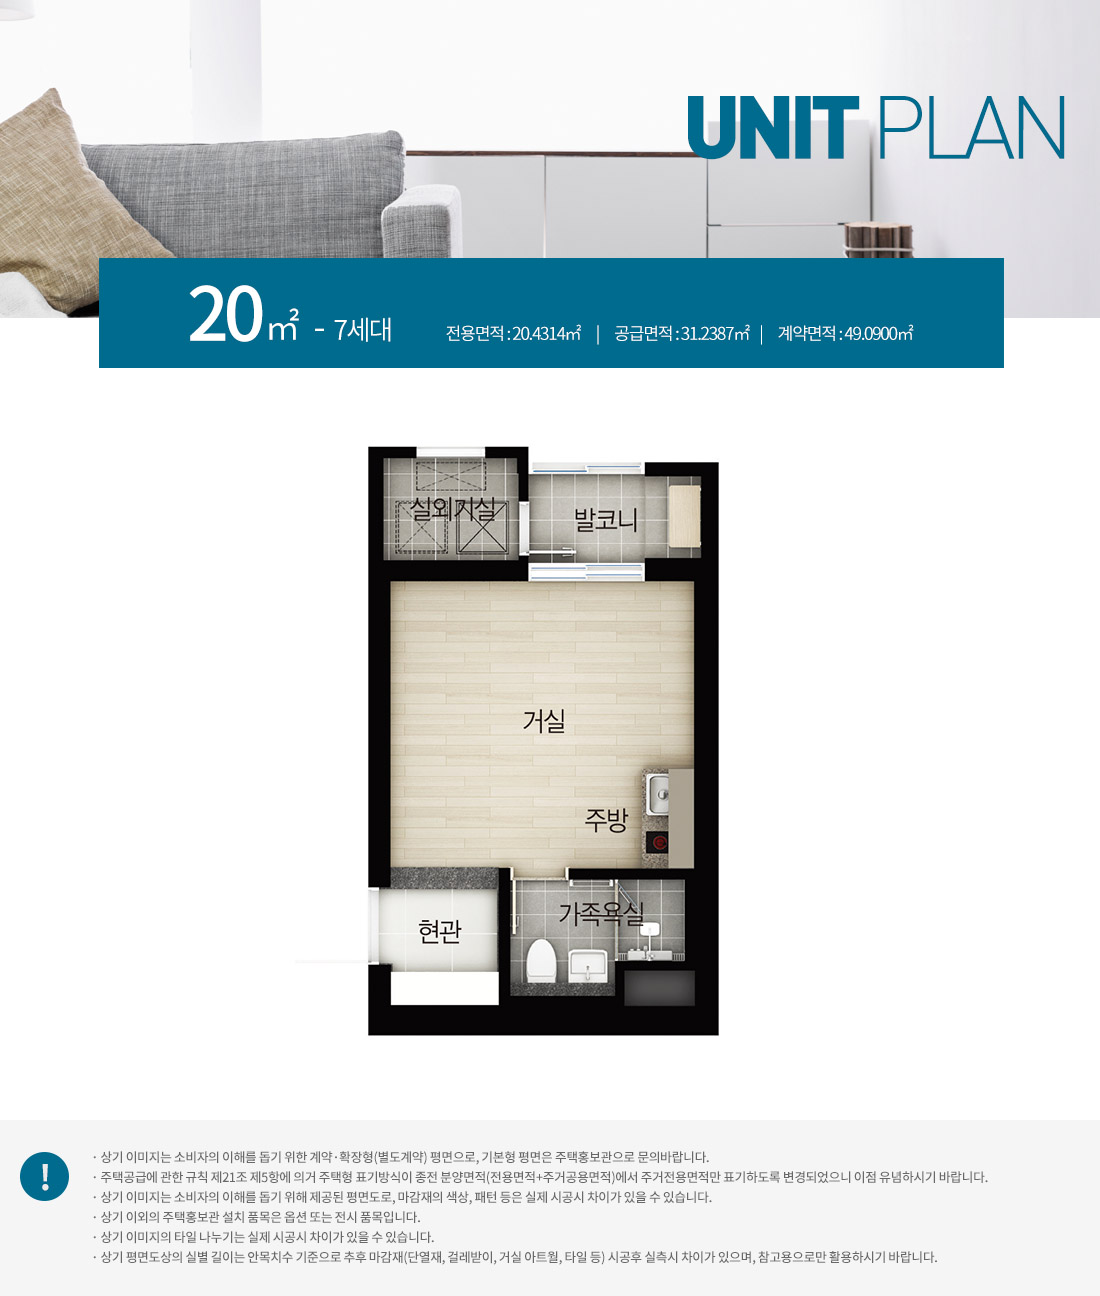 UNIT PLAN
20㎡ - 7세대
전용면적 : 20.4314㎡ | 공급면적 : 31.2387㎡ | 계약면적 : 49.0900㎡
실외기실
발코니
거실
주방
가족욕실
현관
!
· 상기 이미지는 소비자의 이해를 돕기 위한 계약·확장형(별도계약) 평면으로, 기본형 평면은 주택홍보관으로 문의바랍니다.
· 주택공급에 관한 규칙 제21조 제5항에 의거 주택형 표기방식이 종전 분양면적(전용면적+주거공용면적)에서 주거전용면적만 표기하도록 변경되었으니 이점 유념하시기 바랍니다.
· 상기 이미지는 소비자의 이해를 돕기 위해 제공된 평면도로, 마감재의 색상, 패턴 등은 실제 시공시 차이가 있을 수 있습니다.
· 상기 이외의 주택홍보관 설치 품목은 옵션 또는 전시 품목입니다.
· 상기 이미지의 타일 나누기는 실제 시공시 차이가 있을 수 있습니다.
· 상기 평면도상의 실별 길이는 안목치수 기준으로 추후 마감재(단열재, 걸레받이, 거실 아트월, 타일 등) 시공후 실측시 차이가 있으며, 참고용으로만 활용하시기 바랍니다.